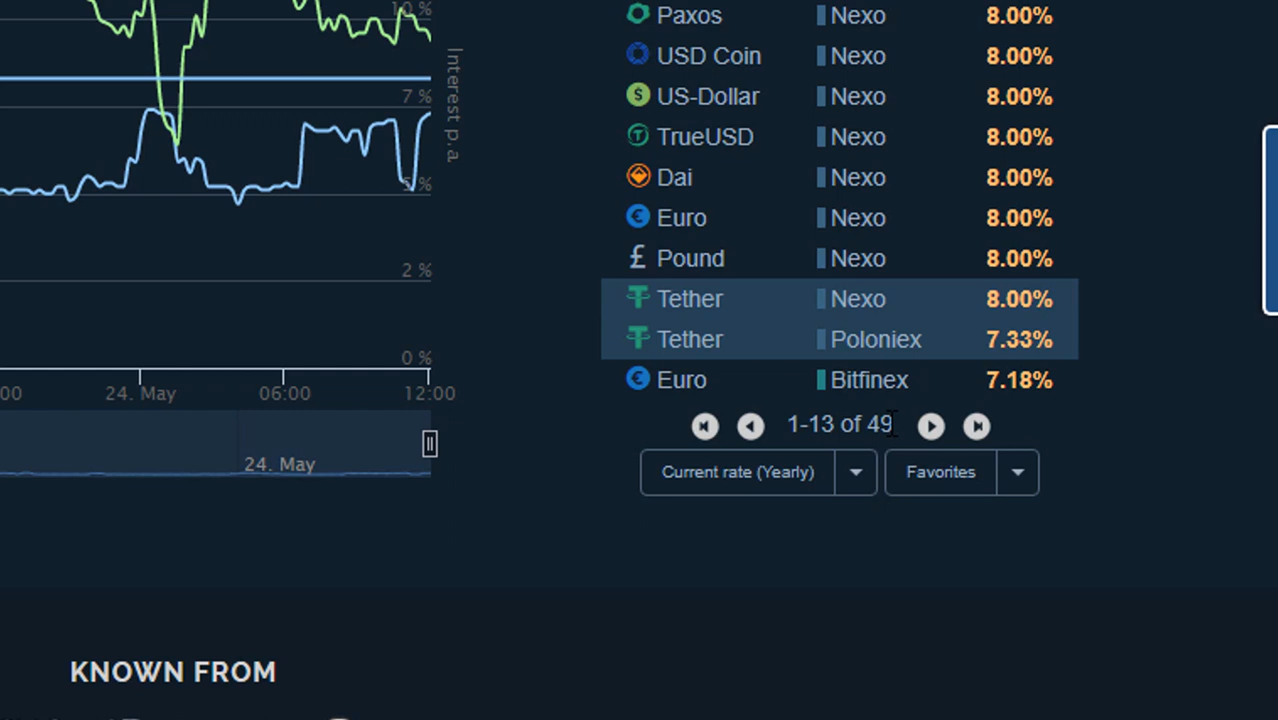 10 %
Interest p.a.
7 %
5 %
2 %
0 %
:00
24. May
06:00
12:00
24. May
Paxos Nexo 8.00%
USD Coin Nexo 8.00%
US-Dollar Nexo 8.00%
TrueUSD Nexo 8.00%
Dai Nexo 8.00%
Euro Nexo 8.00%
£ Pound Nexo 8.00%
Tether Nexo 8.00%
Tether Poloniex 7.33%
Euro Bitfinex 7.18%
1-13 of 49
Current rate (Yearly) Favorites
KNOWN FROM